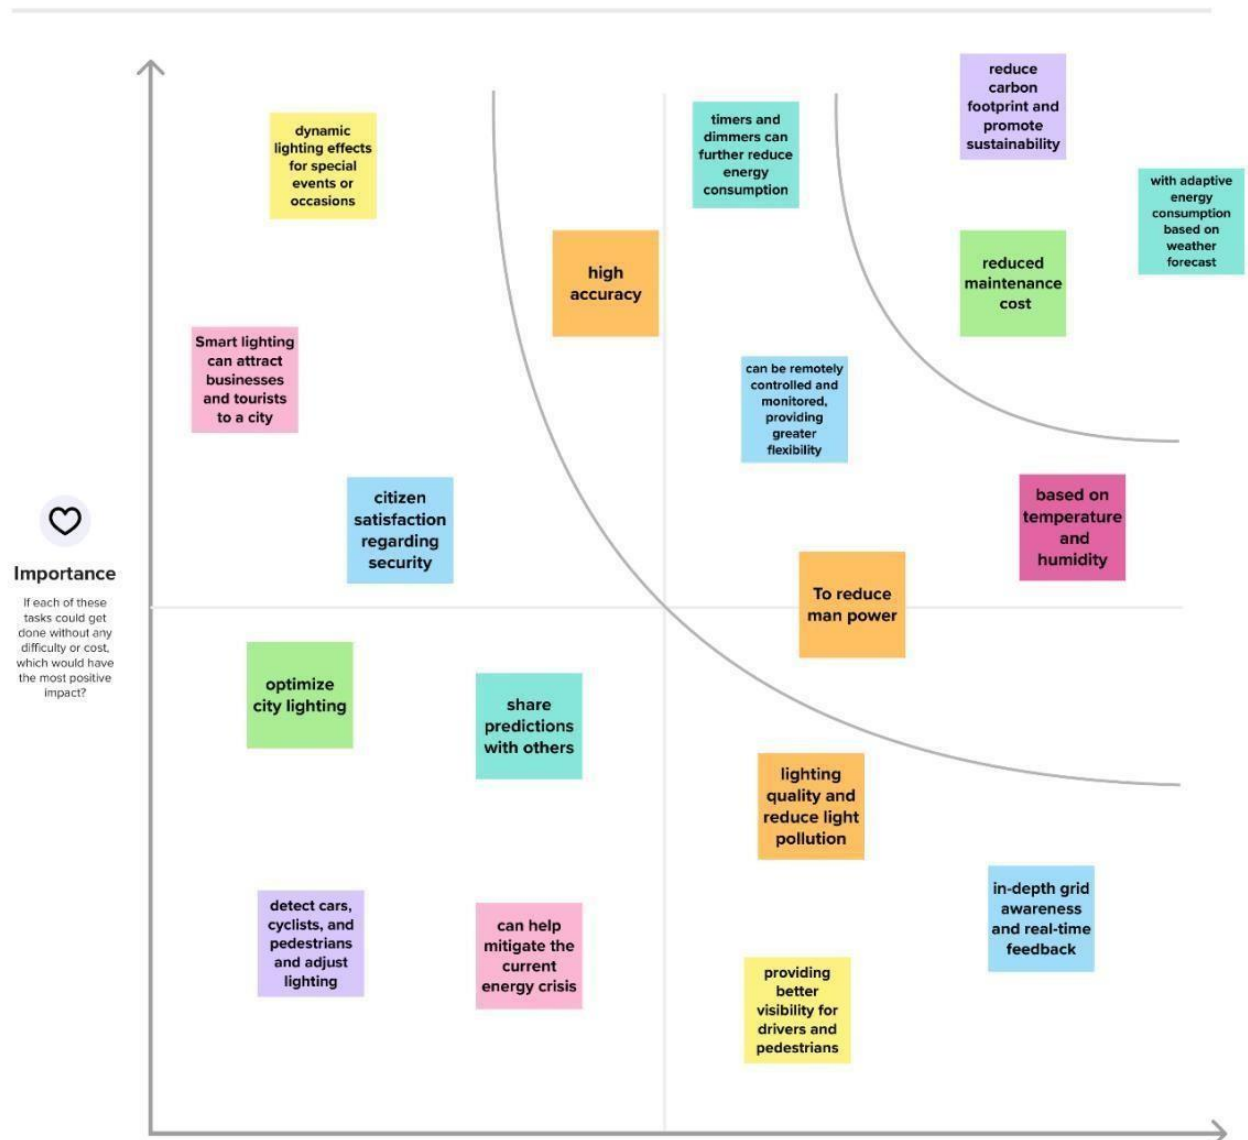 reduce
carbon
footprint and
promote
sustainability
dynamic
lighting effects
for special
events or
occasions
timers and
dimmers can
further reduce
energy
consumption
with adaptive
energy
consumption
based on
weather
forecast
high
accuracy
reduced
maintenance
cost
Smart lighting
can attract
businesses
and tourists
to a city
can be remotely
controlled and
monitored,
providing
greater
flexibility
citizen
satisfaction
regarding
security
based on
temperature
and
humidity
Importance
If each of these
tasks could get
done without any
difficulty or cost,
which would have
the most positive
impact?
To reduce
man power
optimize
city lighting
share
predictions
with others
lighting
quality and
reduce light
pollution
detect cars,
cyclists, and
pedestrians
and adjust
lighting
can help
mitigate the
current
energy crisis
in-depth grid
awareness
and real-time
feedback
providing
better
visibility for
drivers and
pedestrians